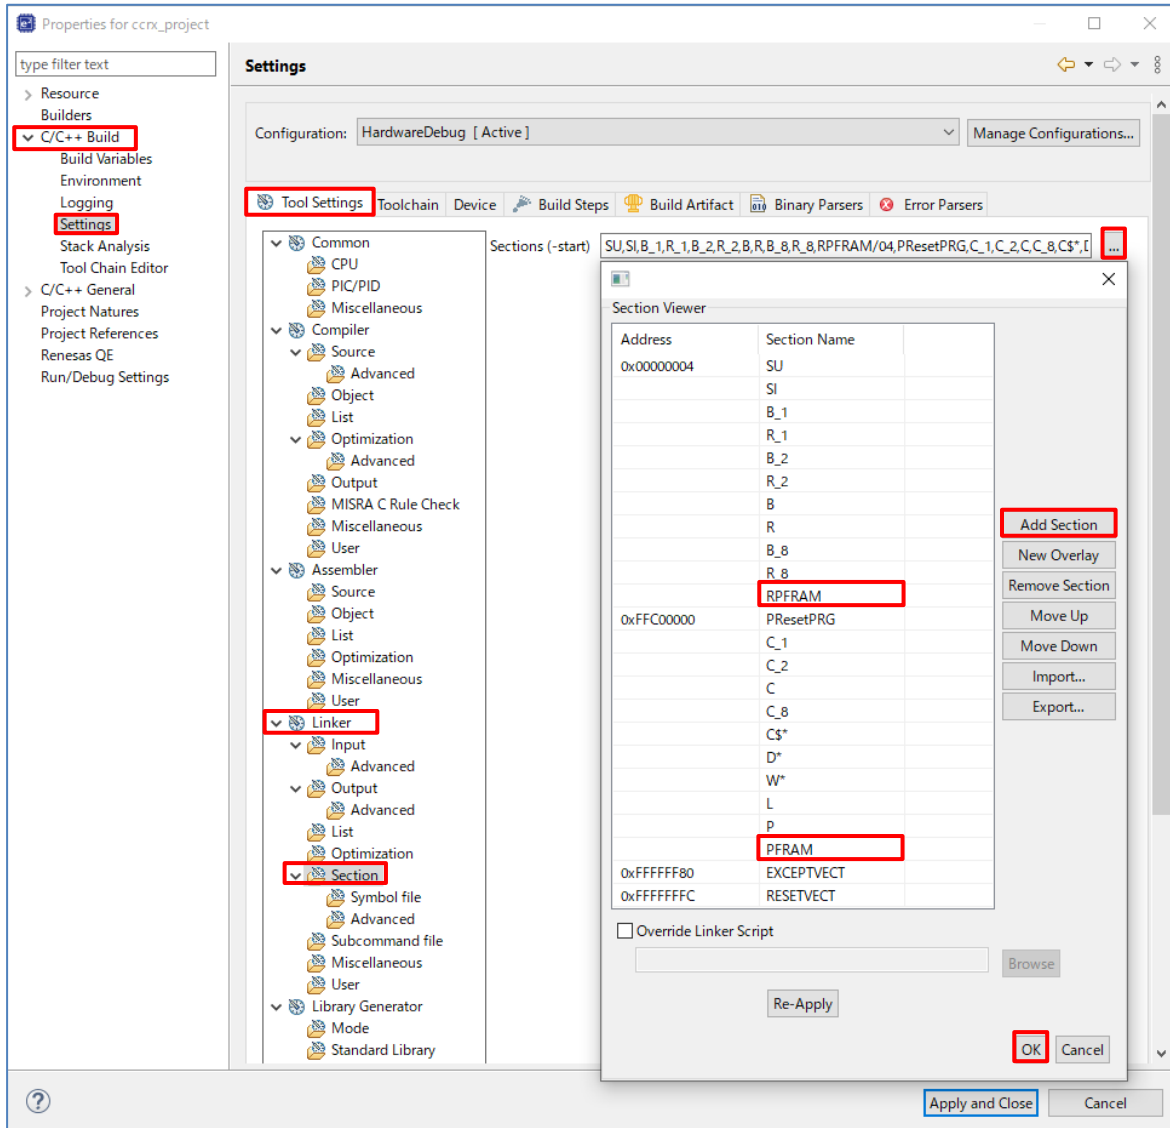 Properties for ccrx_project
type filter text
Resource
Builders
C/C++ Build
Build Variables
Environment
Logging
Settings
Stack Analysis
Tool Chain Editor
C/C++ General
Project Natures
Project References
Renesas QE
Run/Debug Settings
Settings
Configuration: HardwareDebug [ Active ] Manage Configurations...
Tool Settings Toolchain Device Build Steps Build Artifact Binary Parsers Error Parsers
Common
CPU
PIC/PID
Miscellaneous
Compiler
Source
Advanced
Object
List
Optimization
Advanced
Output
MISRA C Rule Check
Miscellaneous
User
Assembler
Source
Object
List
Optimization
Miscellaneous
User
Linker
Input
Advanced
Output
Advanced
List
Optimization
Section
Symbol file
Advanced
Subcommand file
Miscellaneous
User
Library Generator
Mode
Standard Library
Sections (-start) SU,SI,B_1,R_1,B_2,R_2,B,R,B_8,R_8,RPFRAM/04,PResetPRG,C_1,C_2,C,C_8,C$*,[ ...
Section Viewer
Address Section Name
0x00000004 SU
SI
B_1
R_1
B_2
R_2
B
R
B_8
R_8
RPFRAM
0xFFC00000 PResetPRG
C_1
C_2
C
C_8
C$*
D*
W*
L
P
PFRAM
0xFFFFFF80 EXCEPTVECT
0xFFFFFFFC RESETVECT
Add Section
New Overlay
Remove Section
Move Up
Move Down
Import...
Export...
Override Linker Script
Browse
Re-Apply
OK Cancel
? Apply and Close Cancel